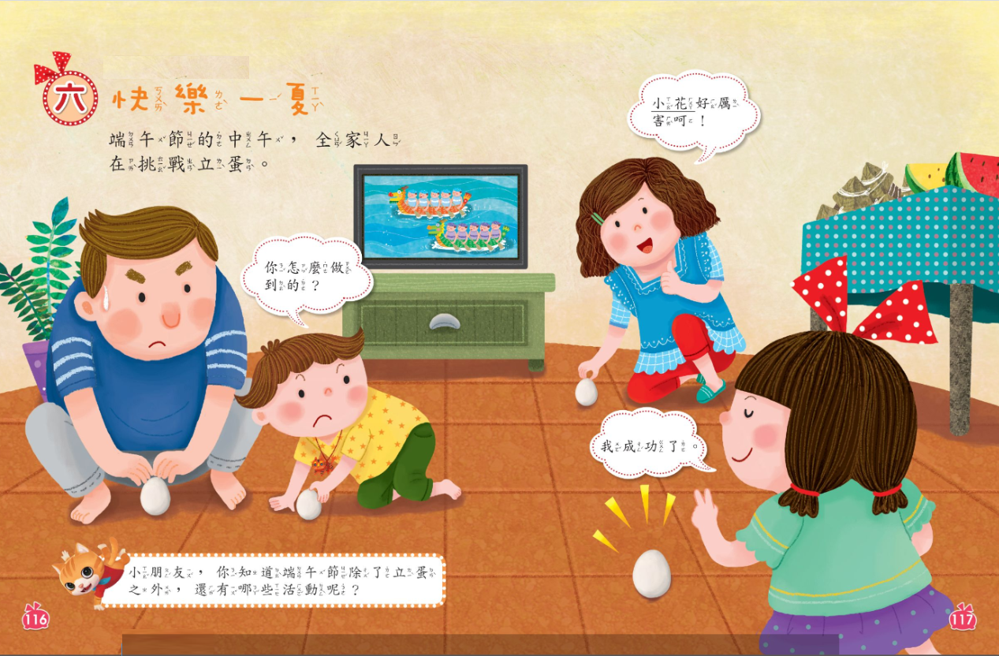 六
快樂一夏
端午節的中午，全家人
在挑戰立蛋。
小花好厲
害呵！
你怎麼做
到的？
我成功了。
小朋友，你知道端午節除了立蛋
之外，還有哪些活動呢？
116
117